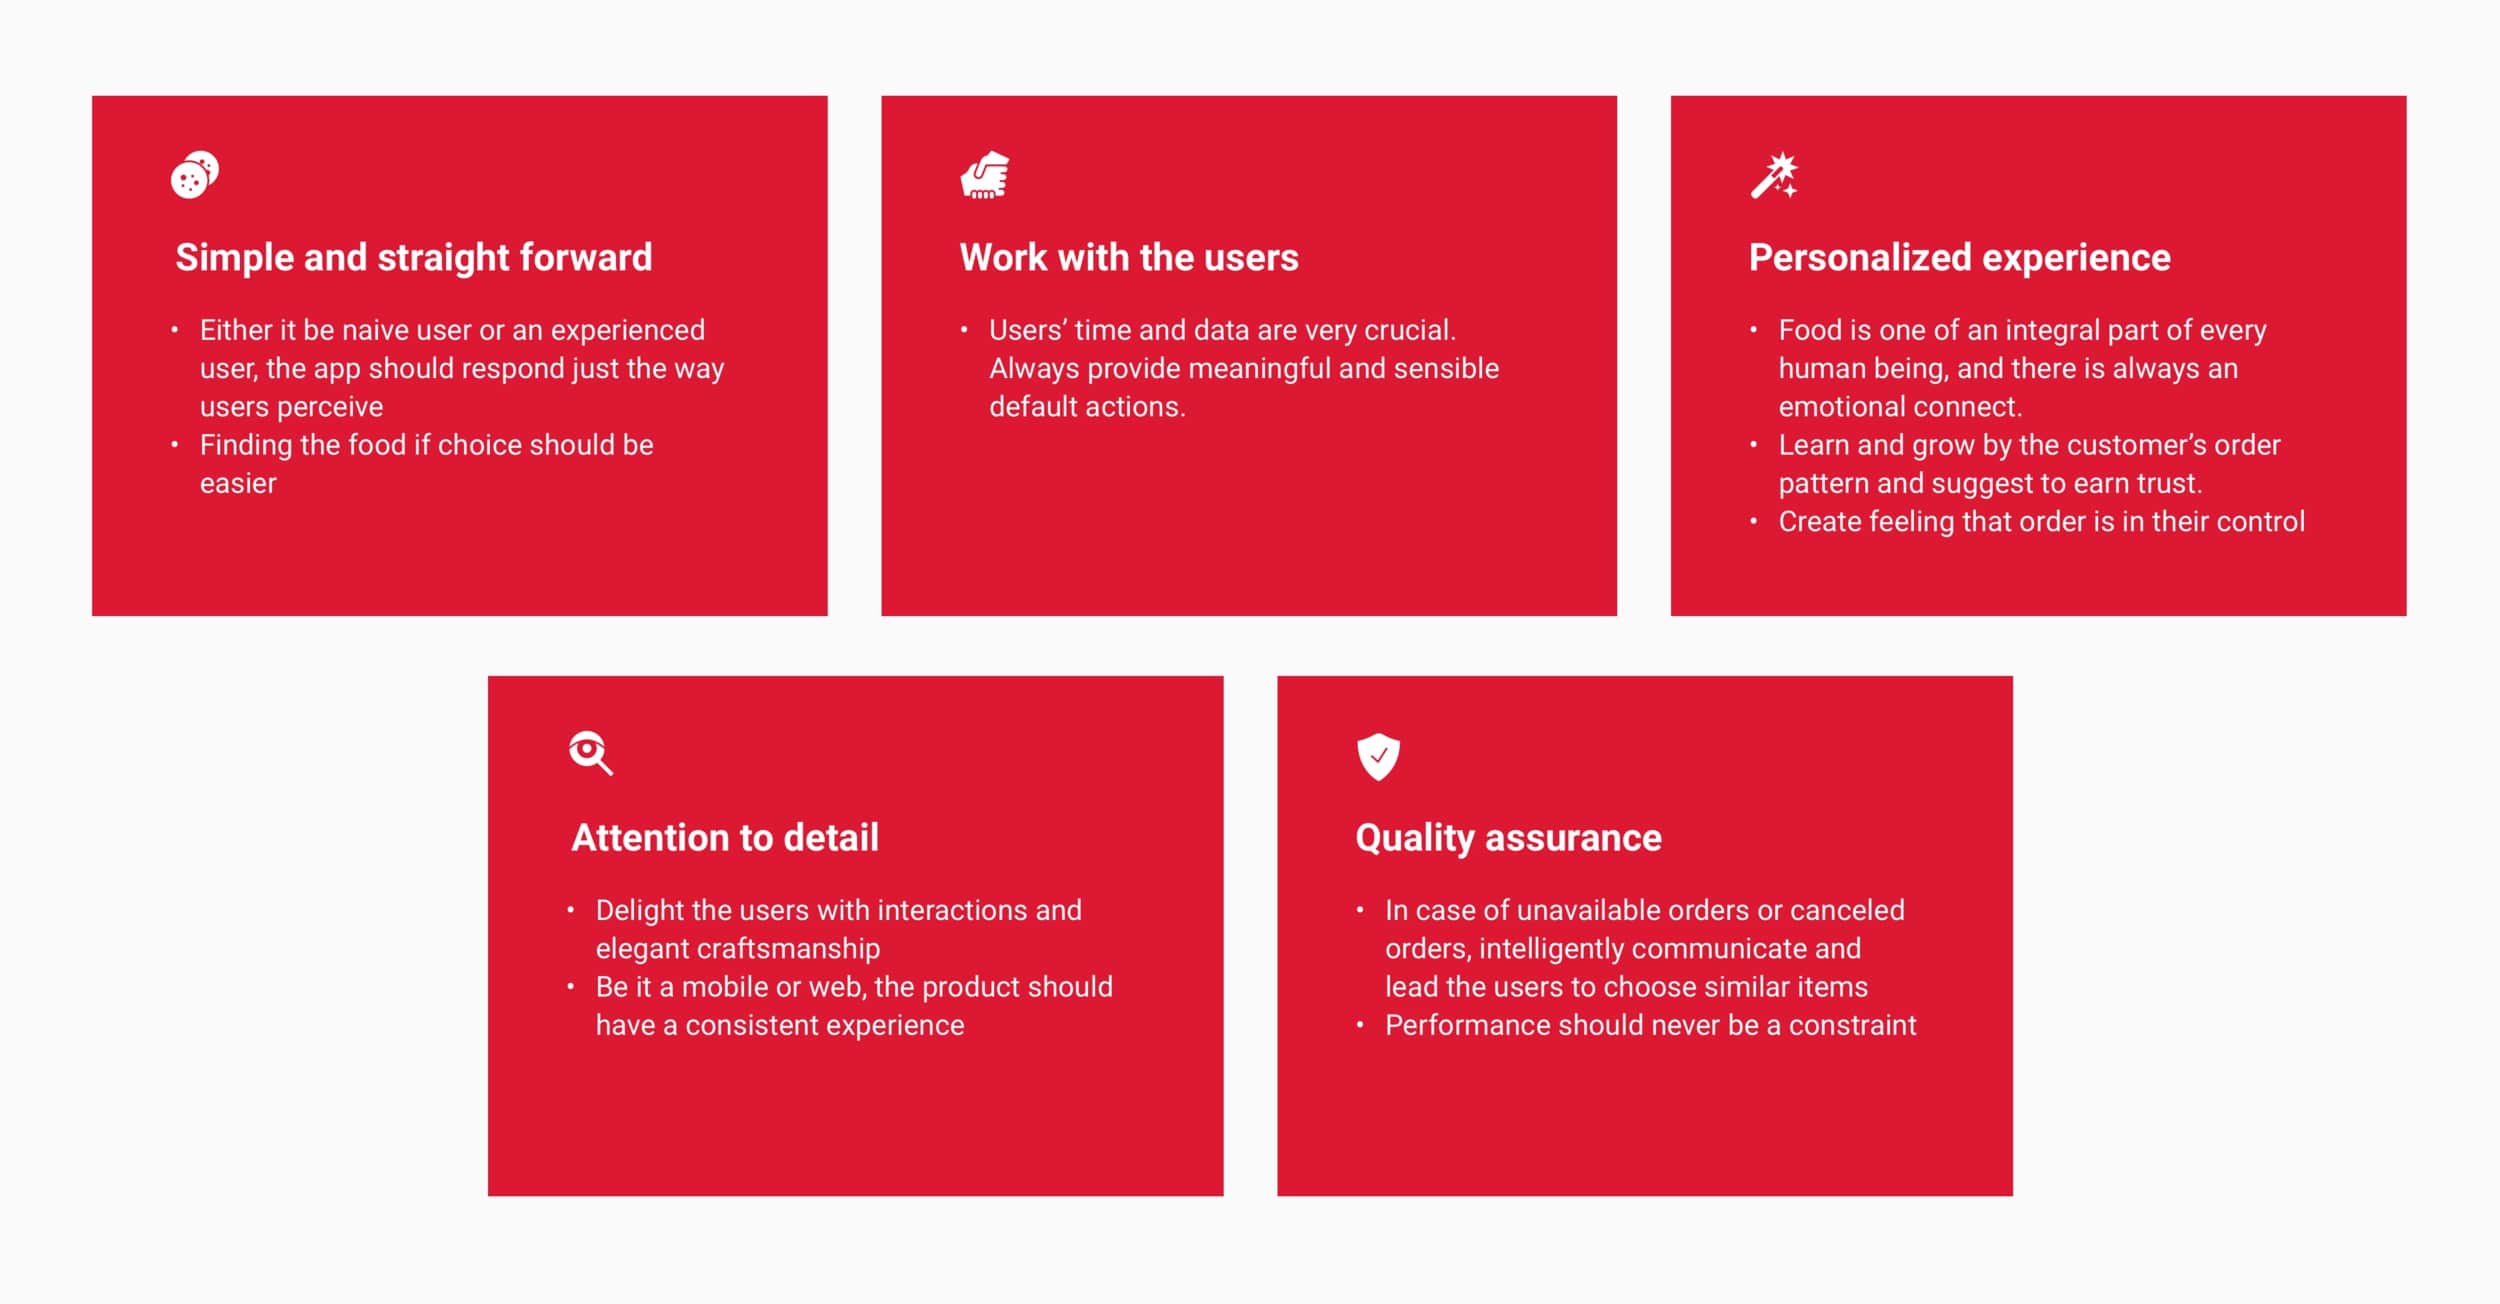 Simple and straight forward
• Either it be naive user or an experienced
user, the app should respond just the way
users perceive
• Finding the food if choice should be
easier
Work with the users
• Users’ time and data are very crucial.
Always provide meaningful and sensible
default actions.
Personalized experience
• Food is one of an integral part of every
human being, and there is always an
emotional connect.
• Learn and grow by the customer’s order
pattern and suggest to earn trust.
• Create feeling that order is in their control
Attention to detail
• Delight the users with interactions and
elegant craftsmanship
• Be it a mobile or web, the product should
have a consistent experience
Quality assurance
• In case of unavailable orders or canceled
orders, intelligently communicate and
lead the users to choose similar items
• Performance should never be a constraint